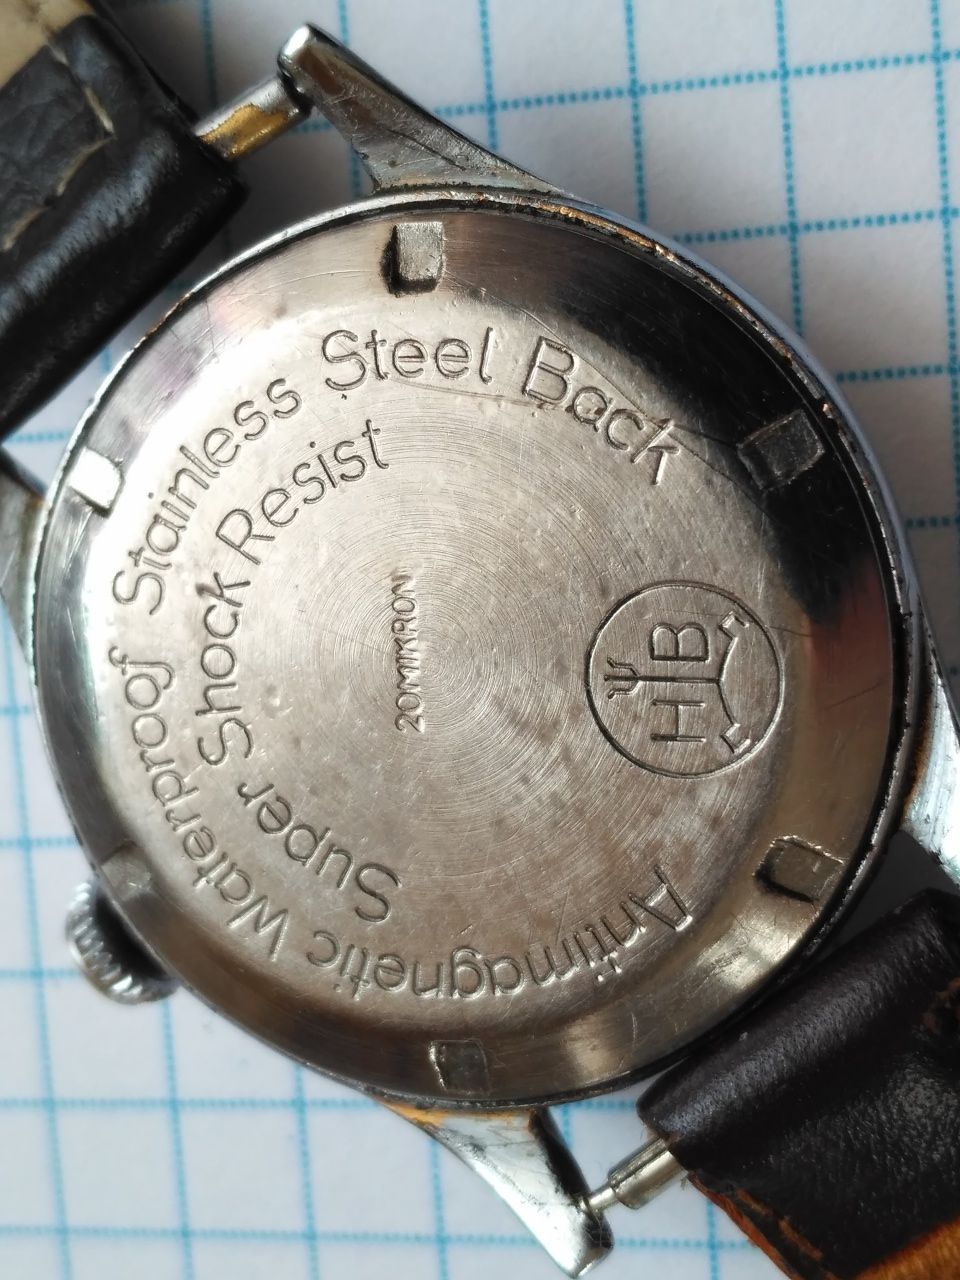 Antimagnetic Waterproof Stainless Steel Back
Super Shock Resist
20MIKRON
HB